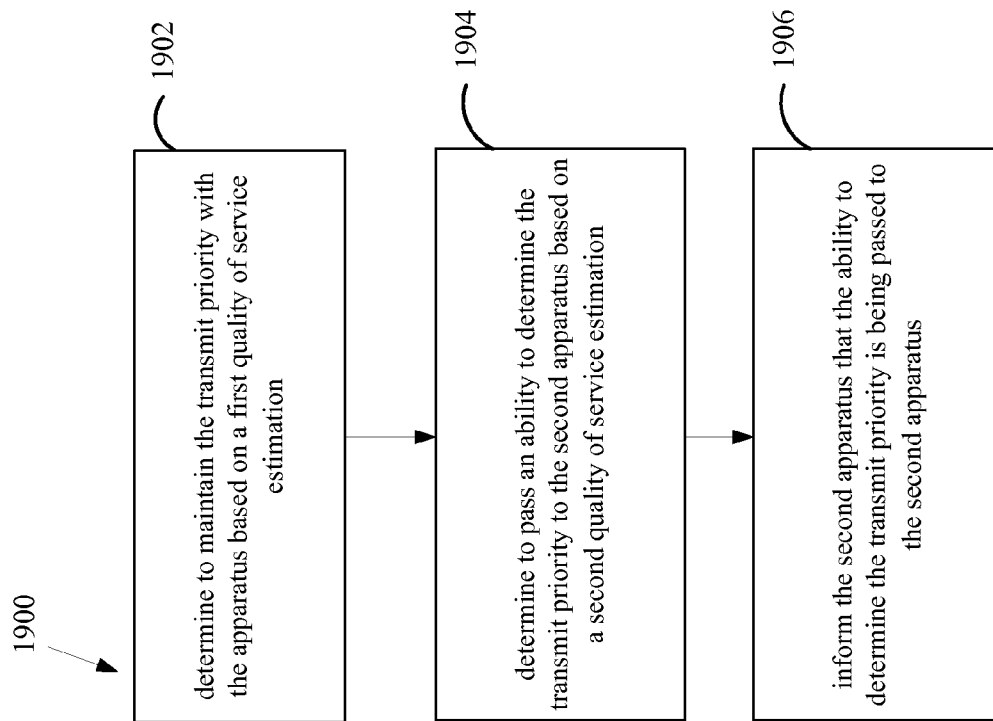 1900
1902
determine to maintain the transmit priority with
the apparatus based on a first quality of service
estimation
1904
determine to pass an ability to determine the
transmit priority to the second apparatus based on
a second quality of service estimation
1906
inform the second apparatus that the ability to
determine the transmit priority is being passed to
the second apparatus